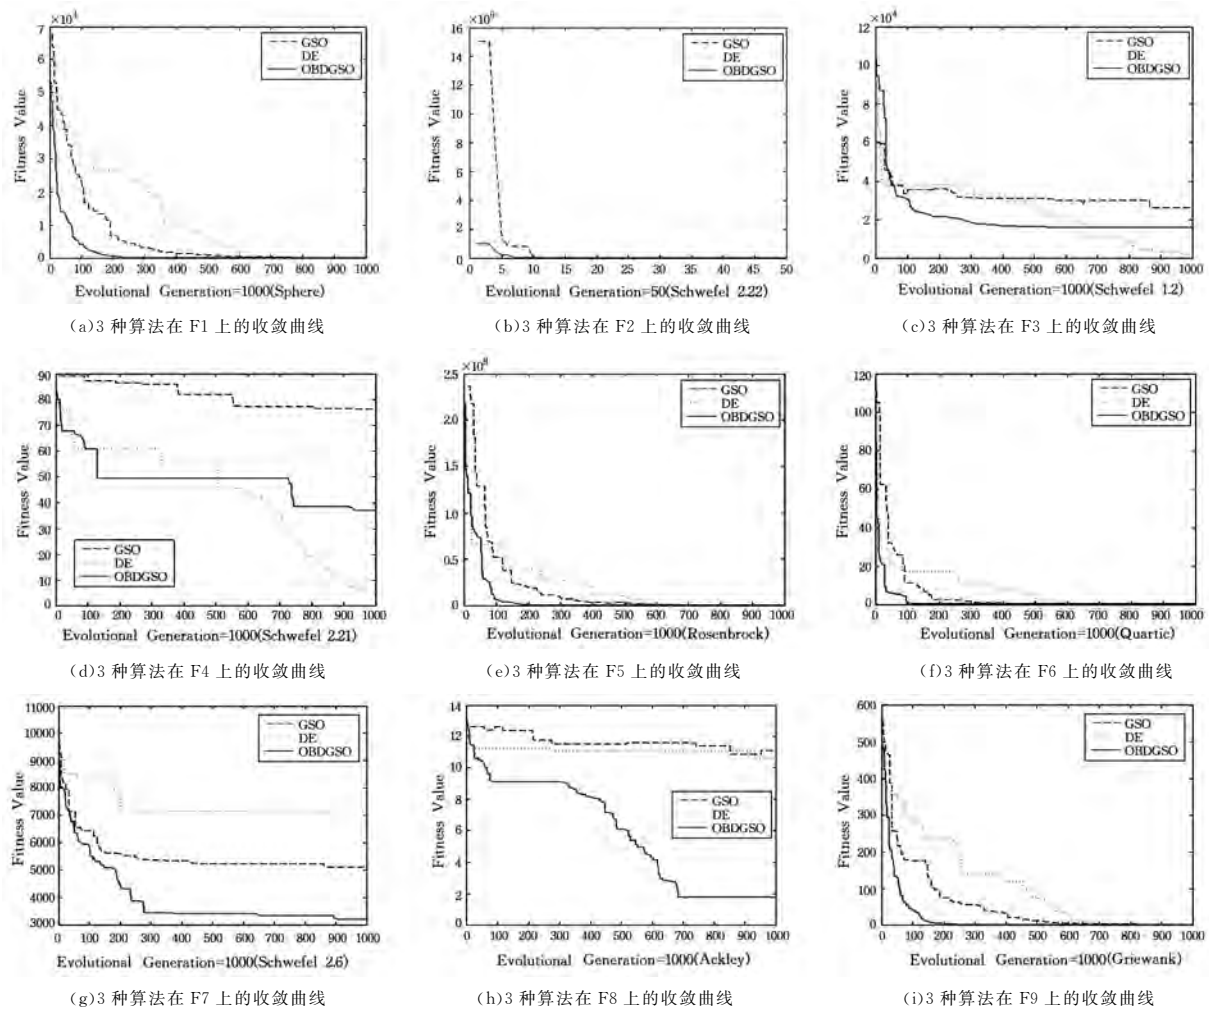 ×10⁴
7
6
5
4
3
2
1
0
Fitness Value
GSO
DE
OBDGSO
0 100 200 300 400 500 600 700 800 900 1000
Evolutional Generation=1000(Sphere)
(a)3 种算法在 F1 上的收敛曲线
16
14
12
10
8
6
4
2
0
Fitness Value
GSO
DE
OBDGSO
0 5 10 15 20 25 30 35 40 45 50
Evolutional Generation=50(Schwefel 2.22)
(b)3 种算法在 F2 上的收敛曲线
×10⁴
12
10
8
6
4
2
0
Fitness Value
GSO
DE
OBDGSO
0 100 200 300 400 500 600 700 800 900 1000
Evolutional Generation=1000(Schwefel 1.2)
(c)3 种算法在 F3 上的收敛曲线
90
80
70
60
50
40
30
20
10
0
Fitness Value
GSO
DE
OBDGSO
0 100 200 300 400 500 600 700 800 900 1000
Evolutional Generation=1000(Schwefel 2.21)
(d)3 种算法在 F4 上的收敛曲线
×10⁸
2.5
2.0
1.5
1.0
0.5
0
Fitness Value
GSO
DE
OBDGSO
0 100 200 300 400 500 600 700 800 900 1000
Evolutional Generation=1000(Rosenbrock)
(e)3 种算法在 F5 上的收敛曲线
120
100
80
60
40
20
0
Fitness Value
GSO
DE
OBDGSO
0 100 200 300 400 500 600 700 800 900 1000
Evolutional Generation=1000(Quartic)
(f)3 种算法在 F6 上的收敛曲线
11000
10000
9000
8000
7000
6000
5000
4000
3000
Fitness Value
GSO
DE
OBDGSO
0 100 200 300 400 500 600 700 800 900 1000
Evolutional Generation=1000(Schwefel 2.6)
(g)3 种算法在 F7 上的收敛曲线
14
12
10
8
6
4
2
0
Fitness Value
GSO
DE
OBDGSO
0 100 200 300 400 500 600 700 800 900 1000
Evolutional Generation=1000(Ackley)
(h)3 种算法在 F8 上的收敛曲线
600
500
400
300
200
100
0
Fitness Value
GSO
DE
OBDGSO
0 100 200 300 400 500 600 700 800 900 1000
Evolutional Generation=1000(Griewank)
(i)3 种算法在 F9 上的收敛曲线